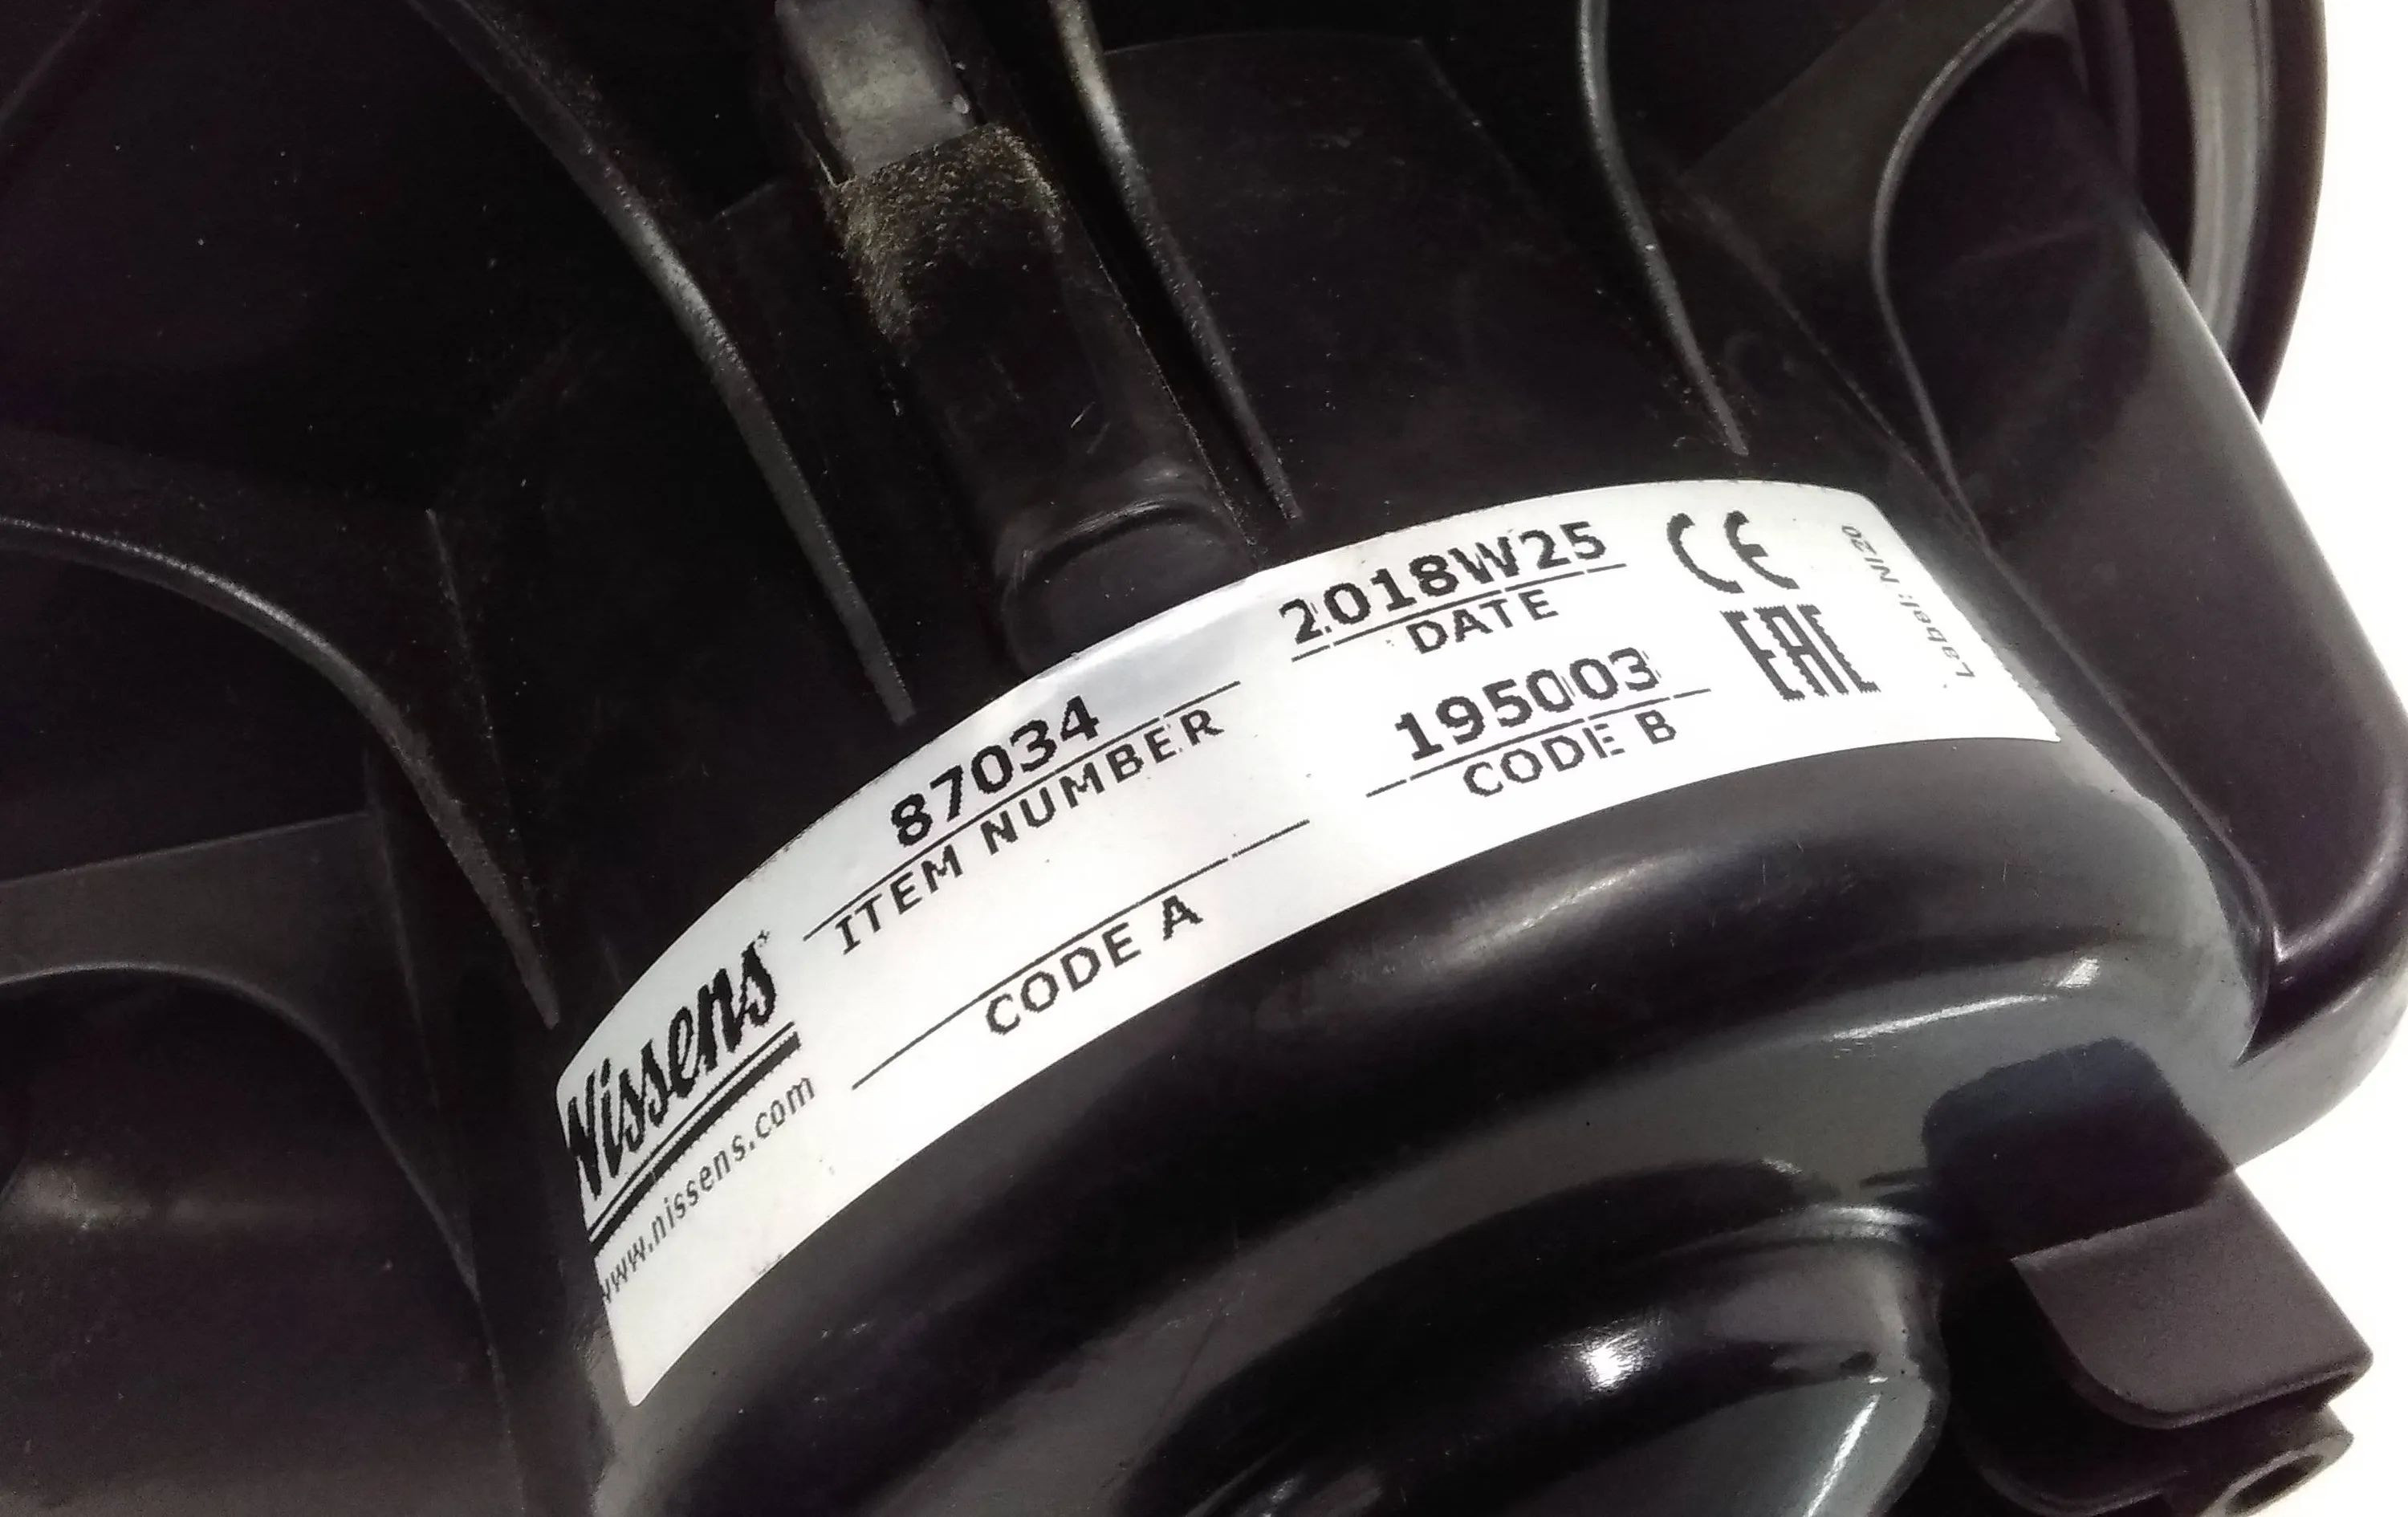 Nissens
www.nissens.com
87034
ITEM NUMBER
CODE A
2018W25
DATE
195003
CODE B
CE
EAC
Label: NI20